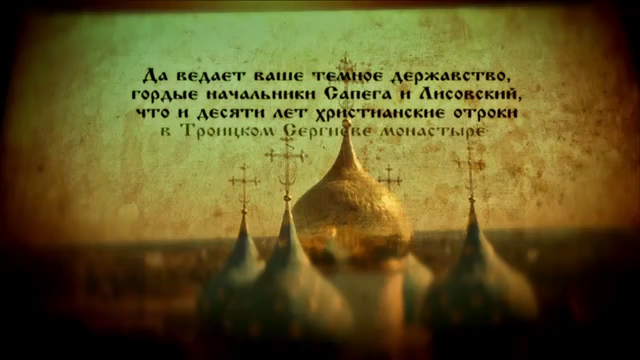 Да ведает ваше темное державство,
гордые начальники Сапега и Лисовский,
что и десяти лет христианские отроки
в Троицком Сергиеве монастыре